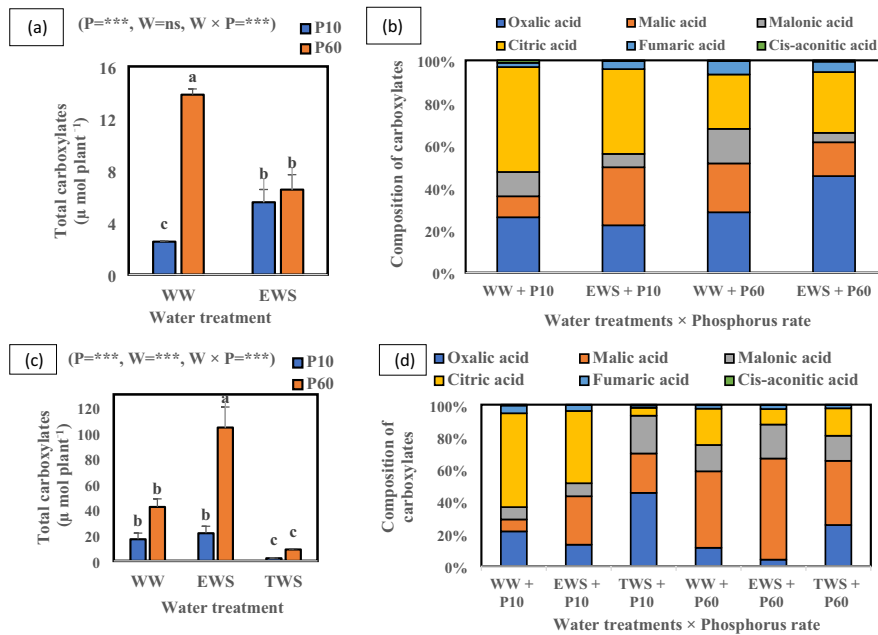 (a)
(P=***, W=ns, W × P=***)
P10
P60
Total carboxylates
(µ mol plant⁻¹)
16
12
8
4
0
c
a
b
b
WW
EWS
Water treatment
(b)
Oxalic acid
Malic acid
Malonic acid
Citric acid
Fumaric acid
Cis-aconitic acid
Composition of carboxylates
100%
80%
60%
40%
20%
0%
WW + P10
EWS + P10
WW + P60
EWS + P60
Water treatments × Phosphorus rate
(c)
(P=***, W=***, W × P=***)
P10
P60
Total carboxylates
(µ mol plant⁻¹)
120
100
80
60
40
20
0
b
b
b
a
c
c
WW
EWS
TWS
Water treatment
(d)
Oxalic acid
Malic acid
Malonic acid
Citric acid
Fumaric acid
Cis-aconitic acid
Composition of
carboxylates
100%
80%
60%
40%
20%
0%
WW +
P10
EWS +
P10
TWS +
P10
WW +
P60
EWS +
P60
TWS +
P60
Water treatments × Phosphorus rate